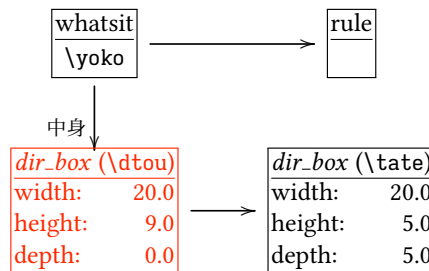 whatsit
\yoko
rule
中身
dir_box (\dtou)
width: 20.0
height: 9.0
depth: 0.0
dir_box (\tate)
width: 20.0
height: 5.0
depth: 5.0